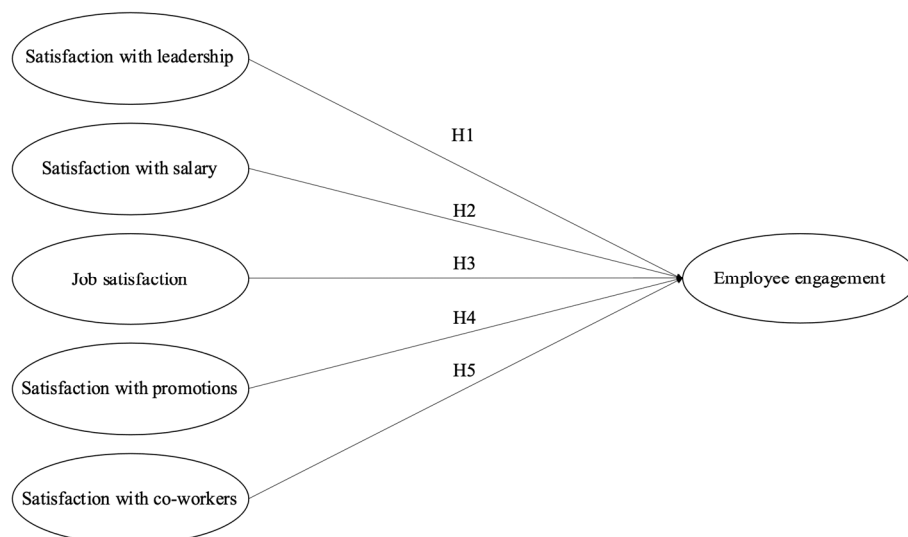 Satisfaction with leadership
H1
Satisfaction with salary
H2
Job satisfaction
H3
Employee engagement
H4
Satisfaction with promotions
H5
Satisfaction with co-workers